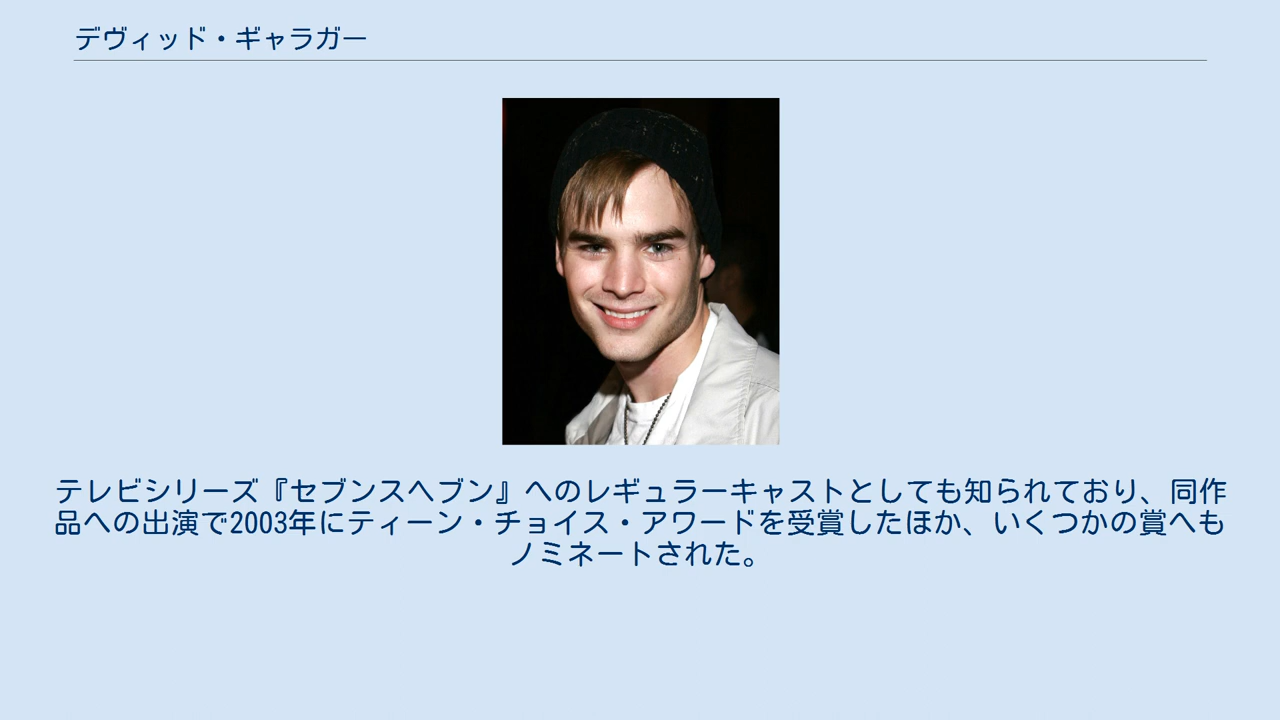 デヴィッド・ギャラガー
テレビシリーズ『セブンスヘブン』へのレギュラーキャストとしても知られており、同作
品への出演で2003年にティーン・チョイス・アワードを受賞したほか、いくつかの賞へも
ノミネートされた。